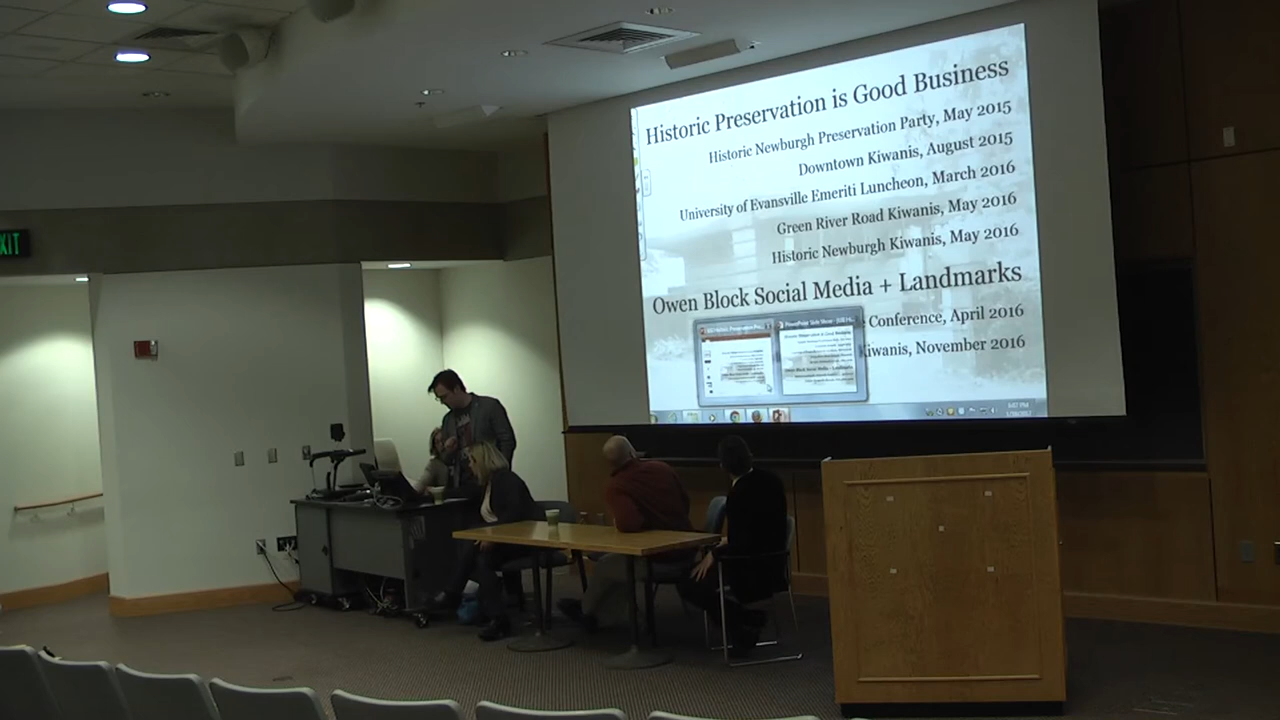 Historic Preservation is Good Business
Historic Newburgh Preservation Party, May 2015
Downtown Kiwanis, August 2015
University of Evansville Emeriti Luncheon, March 2016
Green River Road Kiwanis, May 2016
Historic Newburgh Kiwanis, May 2016
Owen Block Social Media + Landmarks
Conference, April 2016
Kiwanis, November 2016
EXIT